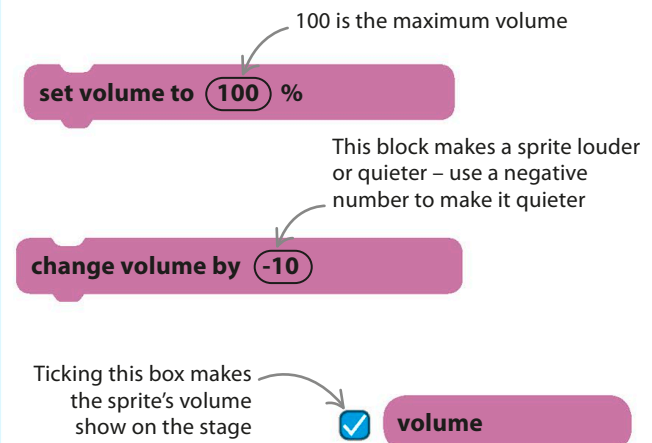 100 is the maximum volume
set volume to 100 %
This block makes a sprite louder
or quieter – use a negative
number to make it quieter
change volume by -10
Ticking this box makes
the sprite's volume
show on the stage
volume